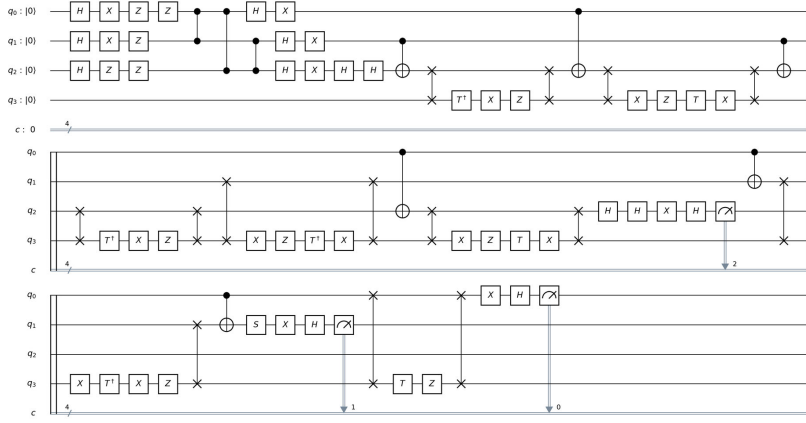 q₀ : |0⟩ H X Z Z H X
q₁ : |0⟩ H X Z H X
q₂ : |0⟩ H Z Z H X H H
q₃ : |0⟩ T† X Z X Z T X
c : 0 4
q₀
q₁
q₂ H H X H
q₃ T† X Z X Z T† X X Z T X
c 4 2
q₀ X H
q₁ S X H
q₂
q₃ X T† X Z T Z
c 4 1 0